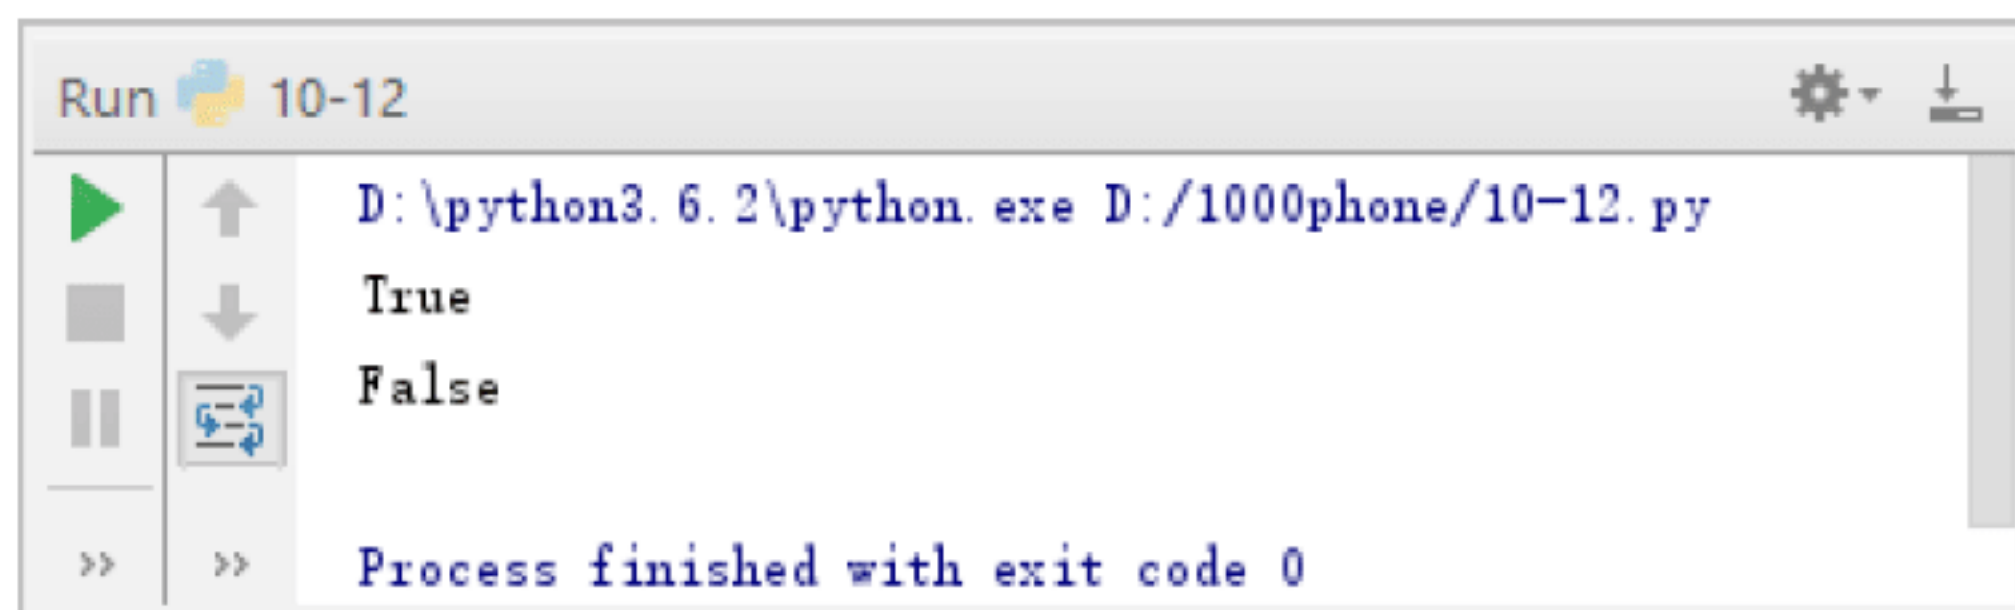 Run 10-12
D:\python3.6.2\python.exe D:/1000phone/10-12.py
True
False
Process finished with exit code 0